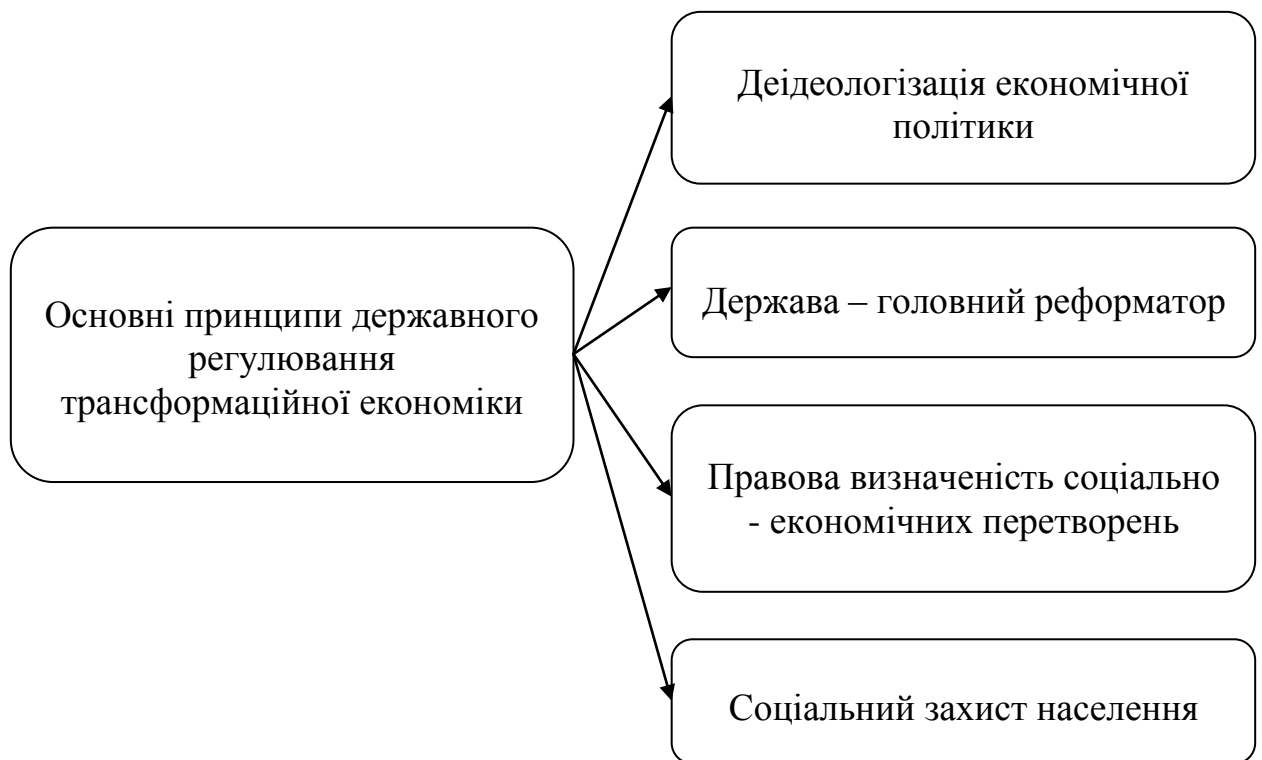 Деідеологізація економічної
політики
Основні принципи державного
регулювання
трансформаційної економіки
Держава – головний реформатор
Правова визначеність соціально
- економічних перетворень
Соціальний захист населення